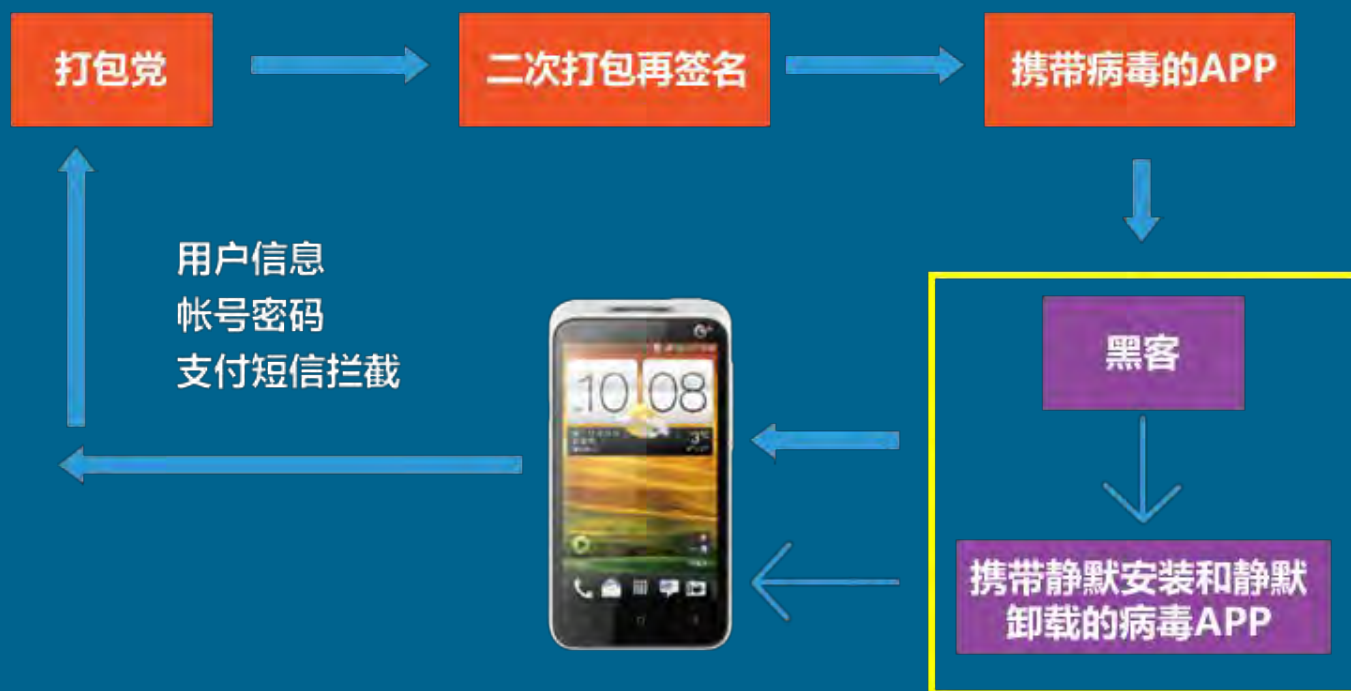 打包党
二次打包再签名
携带病毒的APP
用户信息
帐号密码
支付短信拦截
黑客
携带静默安装和静默
卸载的病毒APP
10 08
3°